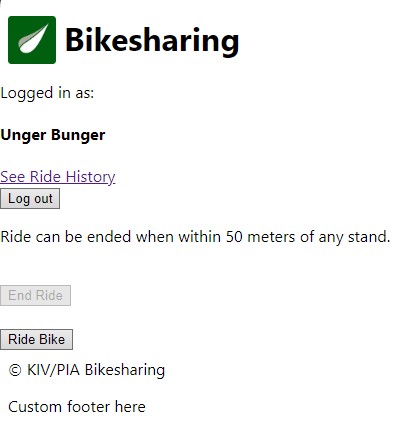 Bikesharing
Logged in as:
Unger Bunger
See Ride History
Log out
Ride can be ended when within 50 meters of any stand.
End Ride
Ride Bike
© KIV/PIA Bikesharing
Custom footer here